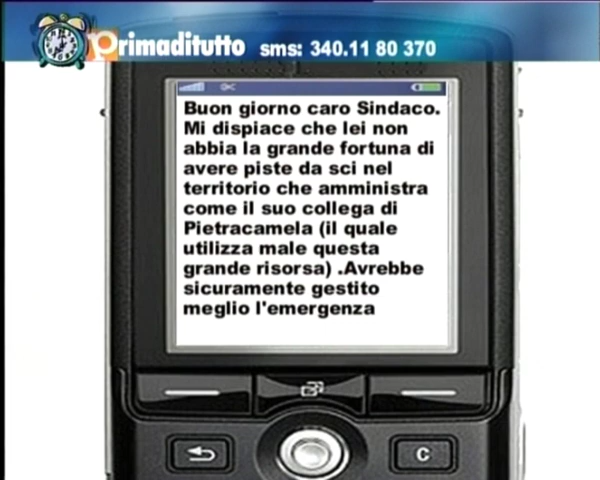 Primaditutto sms: 340.11 80 370
Buon giorno caro Sindaco.
Mi dispiace che lei non
abbia la grande fortuna di
avere piste da sci nel
territorio che amministra
come il suo collega di
Pietracamela (il quale
utilizza male questa
grande risorsa) .Avrebbe
sicuramente gestito
meglio l'emergenza
C